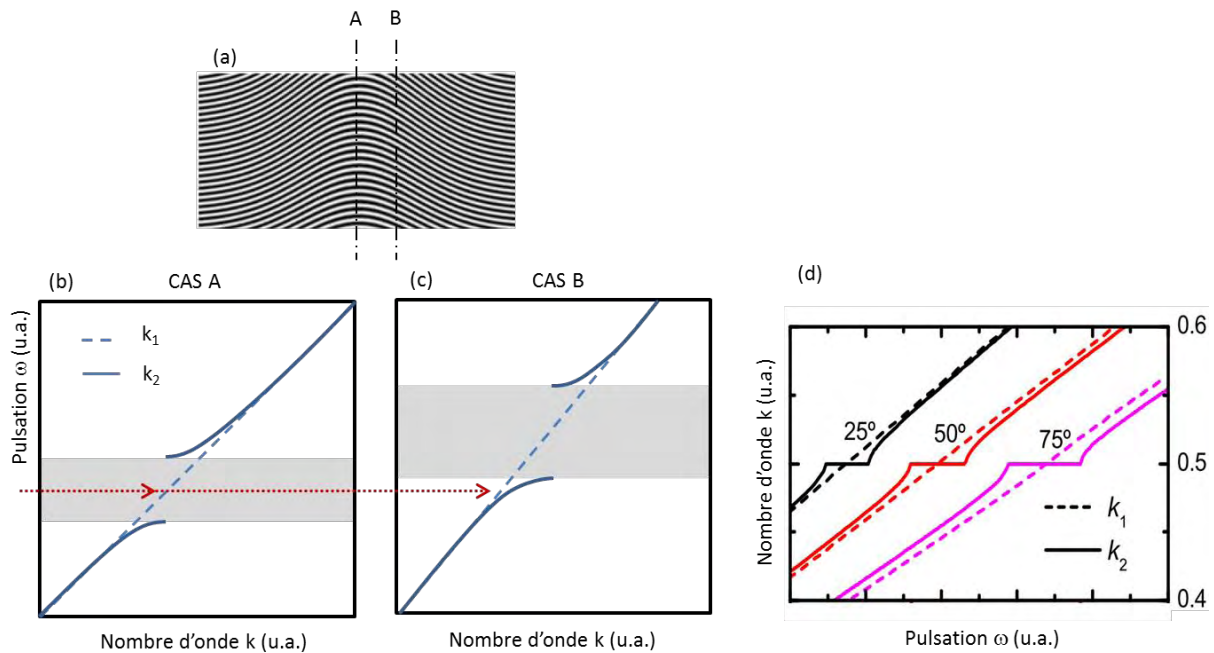 A B
(a)
(b) CAS A
(c) CAS B
(d)
Pulsation ω (u.a.)
k₁
k₂
Nombre d'onde k (u.a.)
Nombre d'onde k (u.a.)
Nombre d'onde k (u.a.)
0.6
25º 50º 75º
0.5
k₁
k₂
0.4
Pulsation ω (u.a.)